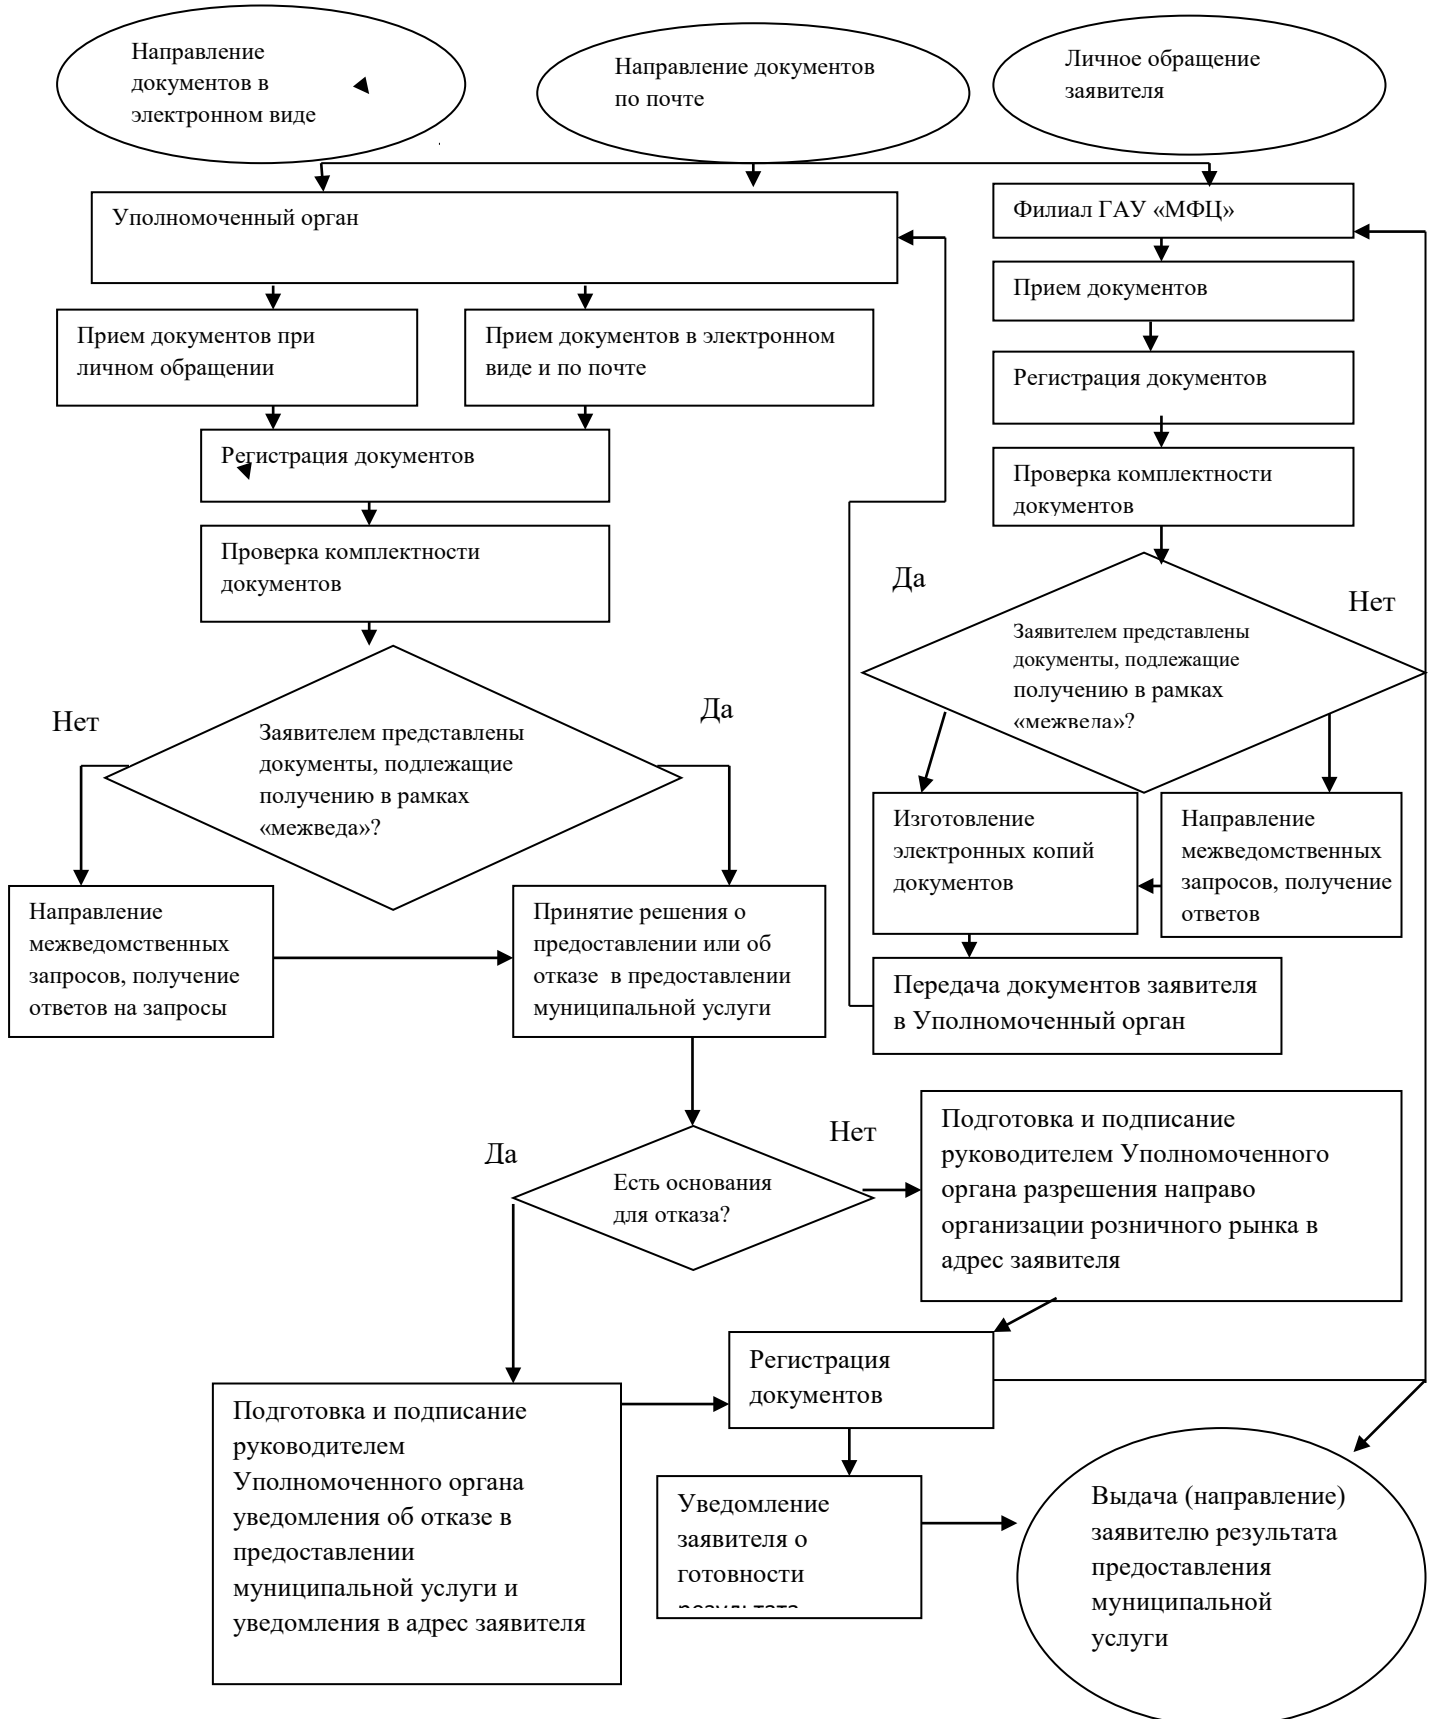 Направление
документов в
электронном виде
Направление документов
по почте
Личное обращение
заявителя
Уполномоченный орган
Филиал ГАУ «МФЦ»
Прием документов
Прием документов при
личном обращении
Прием документов в электронном
виде и по почте
Регистрация документов
Регистрация документов
Проверка комплектности
документов
Проверка комплектности
документов
Да
Нет
Заявителем представлены
документы, подлежащие
получению в рамках
«межведа»?
Нет
Да
Заявителем представлены
документы, подлежащие
получению в рамках
«межведа»?
Изготовление
электронных копий
документов
Направление
межведомственных
запросов, получение
ответов
Направление
межведомственных
запросов, получение
ответов на запросы
Принятие решения о
предоставлении или об
отказе в предоставлении
муниципальной услуги
Передача документов заявителя
в Уполномоченный орган
Да
Нет
Есть основания
для отказа?
Подготовка и подписание
руководителем Уполномоченного
органа разрешения направо
организации розничного рынка в
адрес заявителя
Регистрация
документов
Подготовка и подписание
руководителем
Уполномоченного органа
уведомления об отказе в
предоставлении
муниципальной услуги и
уведомления в адрес заявителя
Уведомление
заявителя о
готовности
результата
Выдача (направление)
заявителю результата
предоставления
муниципальной
услуги